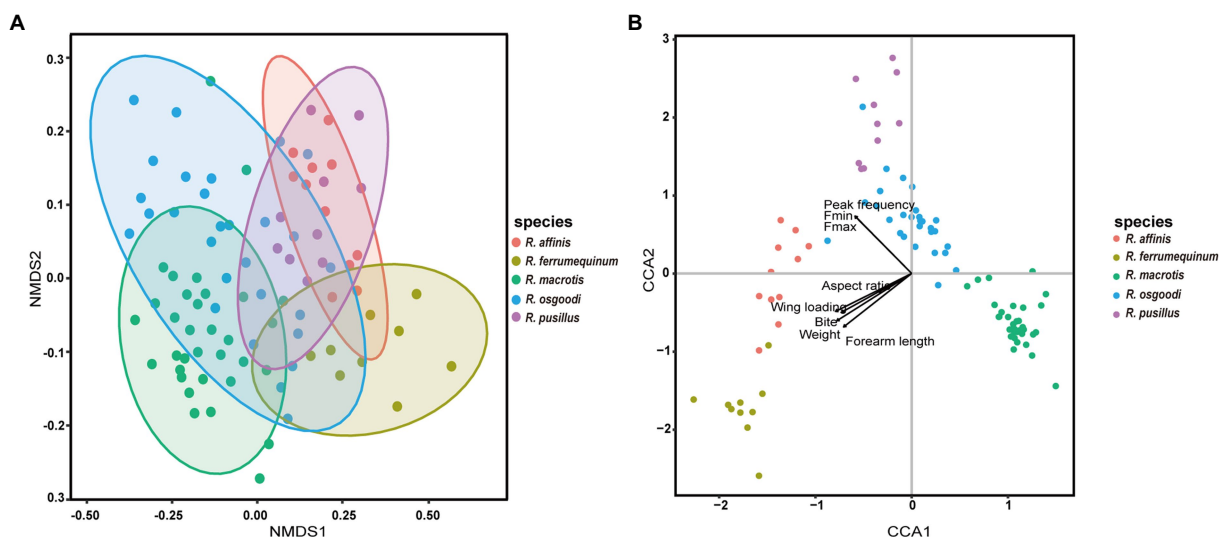 A
0.3
0.2
0.1
0.0
-0.1
-0.2
0.3
NMDS2
-0.50
-0.25
0.00
0.25
0.50
NMDS1
species
R. affinis
R. ferrumequinum
R. macrotis
R. osgoodi
R. pusillus
B
3
2
1
0
−1
−2
CCA2
Peak frequency
Fmin
Fmax
Aspect ratio
Wing loading
Bite
Weight
Forearm length
−2
−1
0
1
CCA1
species
R. affinis
R. ferrumequinum
R. macrotis
R. osgoodi
R. pusillus